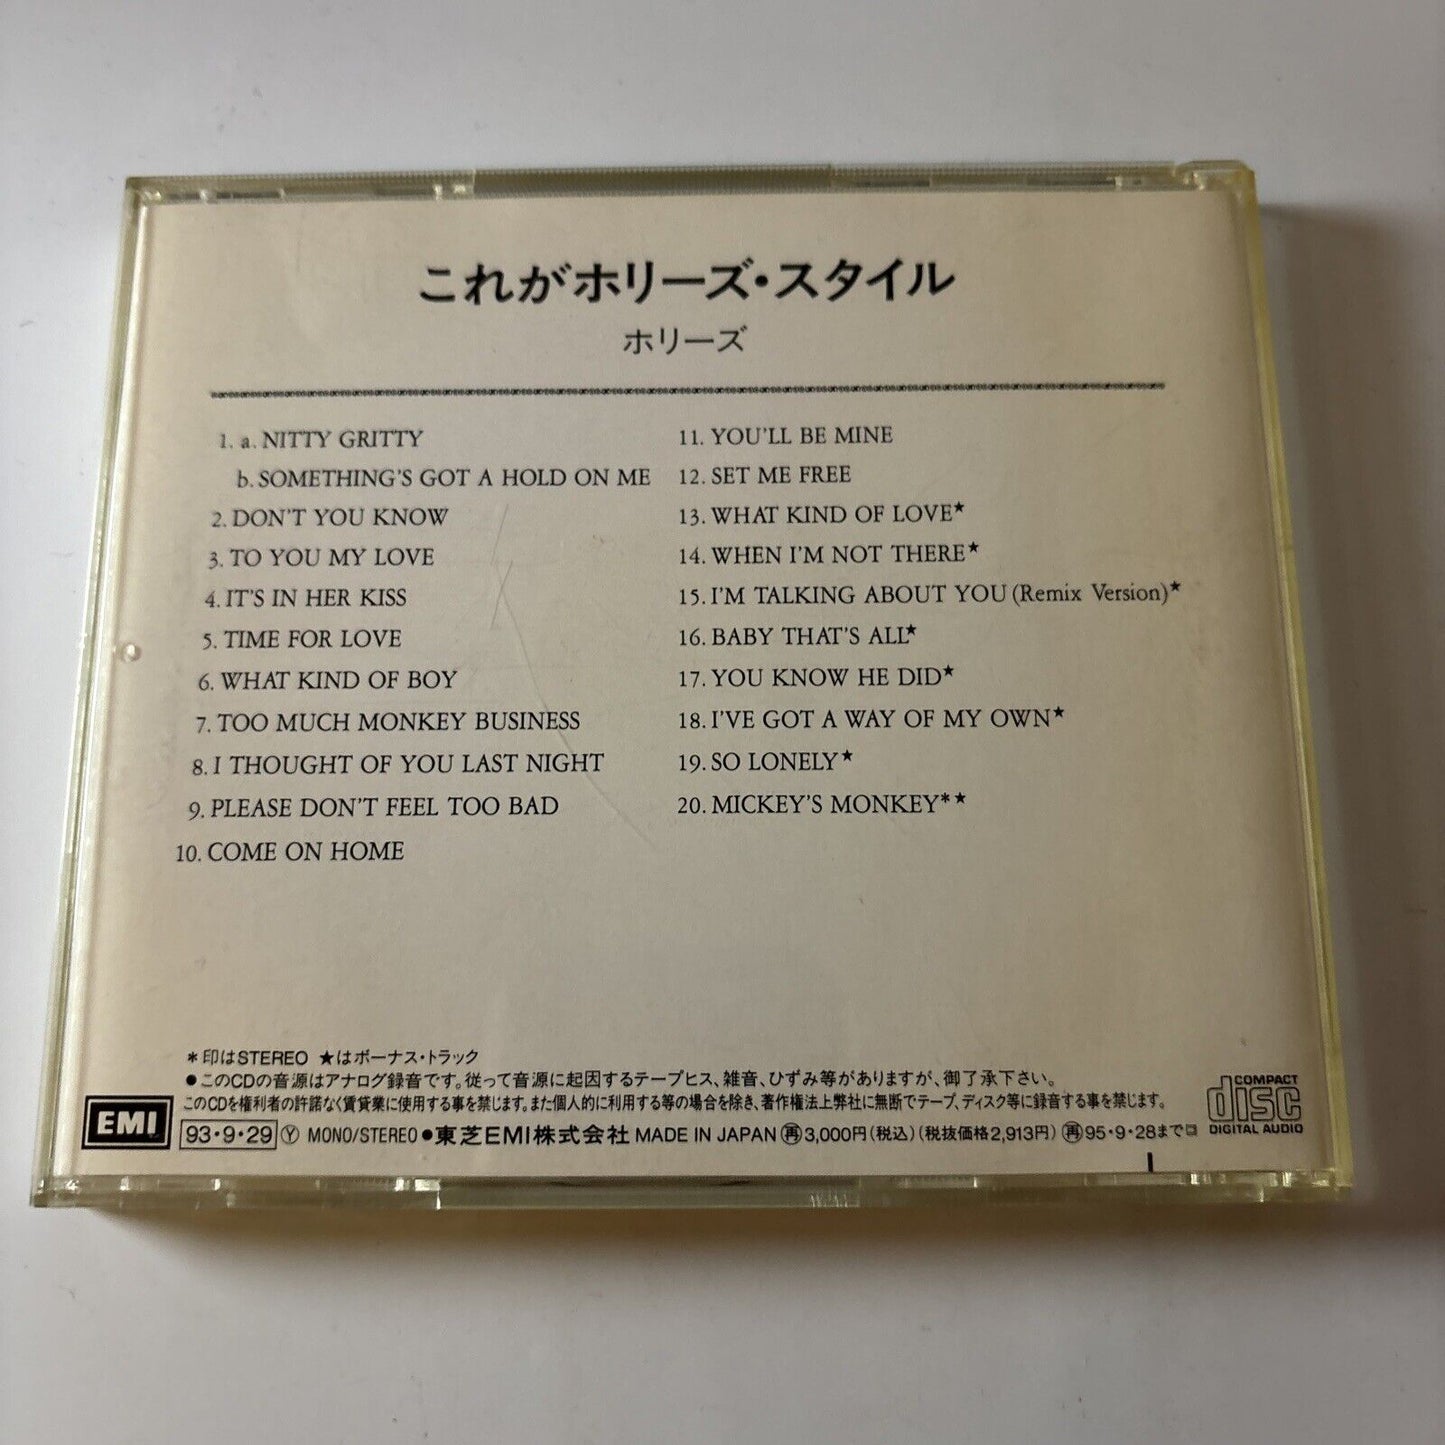 これがホリーズ・スタイル
ホリーズ
1. a. NITTY GRITTY
b. SOMETHING'S GOT A HOLD ON ME
2. DON'T YOU KNOW
3. TO YOU MY LOVE
4. IT'S IN HER KISS
5. TIME FOR LOVE
6. WHAT KIND OF BOY
7. TOO MUCH MONKEY BUSINESS
8. I THOUGHT OF YOU LAST NIGHT
9. PLEASE DON'T FEEL TOO BAD
10. COME ON HOME
11. YOU'LL BE MINE
12. SET ME FREE
13. WHAT KIND OF LOVE★
14. WHEN I'M NOT THERE★
15. I'M TALKING ABOUT YOU (Remix Version)★
16. BABY THAT'S ALL★
17. YOU KNOW HE DID★
18. I'VE GOT A WAY OF MY OWN★
19. SO LONELY★
20. MICKEY'S MONKEY*★
*印はSTEREO ★はボーナス・トラック
●このCDの音源はアナログ録音です。従って音源に起因するテープヒス、雑音、ひずみ等がありますが、御了承下さい。
このCDを権利者の許諾なく賃貸業に使用する事を禁じます。また個人的に利用する等の場合を除き、著作権法上弊社に無断でテープ、ディスク等に録音する事を禁じます。
EMI 93・9・29 Ⓨ MONO/STEREO ●東芝EMI株式会社 MADE IN JAPAN ㊢3,000円(税込)(税抜価格2,913円) ㊢95・9・28まで
COMPACT
disc
DIGITAL AUDIO